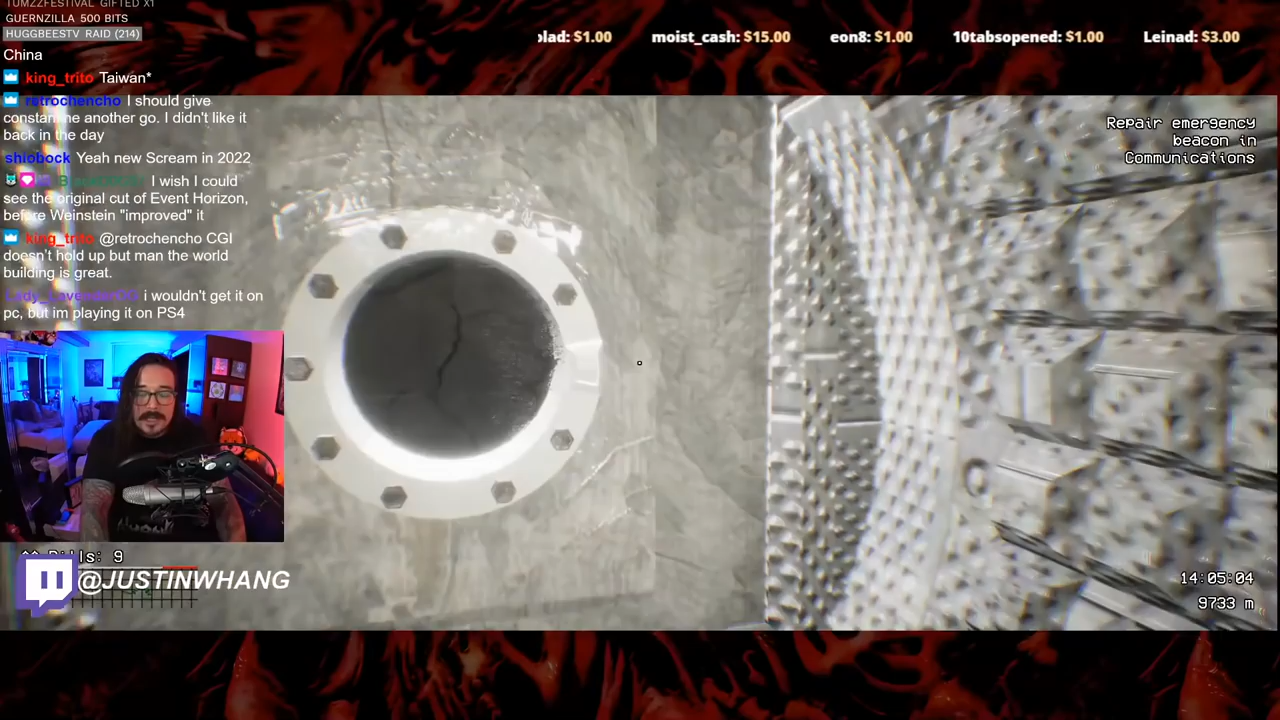 TUMZZFESTIVAL GIFTED X1
GUERNZILLA 500 BITS
HUGGBEESTV RAID (214)
China
king_trito Taiwan*
retrochencho I should give
constantine another go. I didn't like it
back in the day
shiobock Yeah new Scream in 2022
I wish I could
see the original cut of Event Horizon,
before Weinstein "improved" it
king_trito @retrochencho CGI
doesn't hold up but man the world
building is great.
Lady_LavenderOG i wouldn't get it on
pc, but im playing it on PS4
olad: $1.00 moist_cash: $15.00 eon8: $1.00 10tabsopened: $1.00 Leinad: $3.00
Repair emergency
beacon in
Communications
Pills: 9
@JUSTINWHANG
14:05:04
9733 m